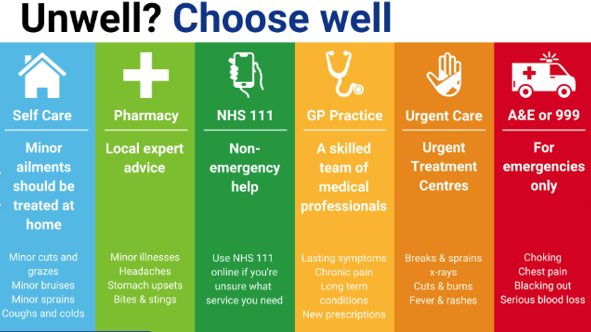 Unwell? Choose well
Self Care
Minor
ailments
should be
treated at
home
Minor cuts and
grazes
Minor bruises
Minor sprains
Coughs and colds
Pharmacy
Local expert
advice
Minor illnesses
Headaches
Stomach upsets
Bites & stings
NHS 111
Non-
emergency
help
Use NHS 111
online if you're
unsure what
service you need
GP Practice
A skilled
team of
medical
professionals
Lasting symptoms
Chronic pain
Long term
conditions
New prescriptions
Urgent Care
Urgent
Treatment
Centres
Breaks & sprains
x-rays
Cuts & burns
Fever & rashes
A&E or 999
For
emergencies
only
Choking
Chest pain
Blacking out
Serious blood loss